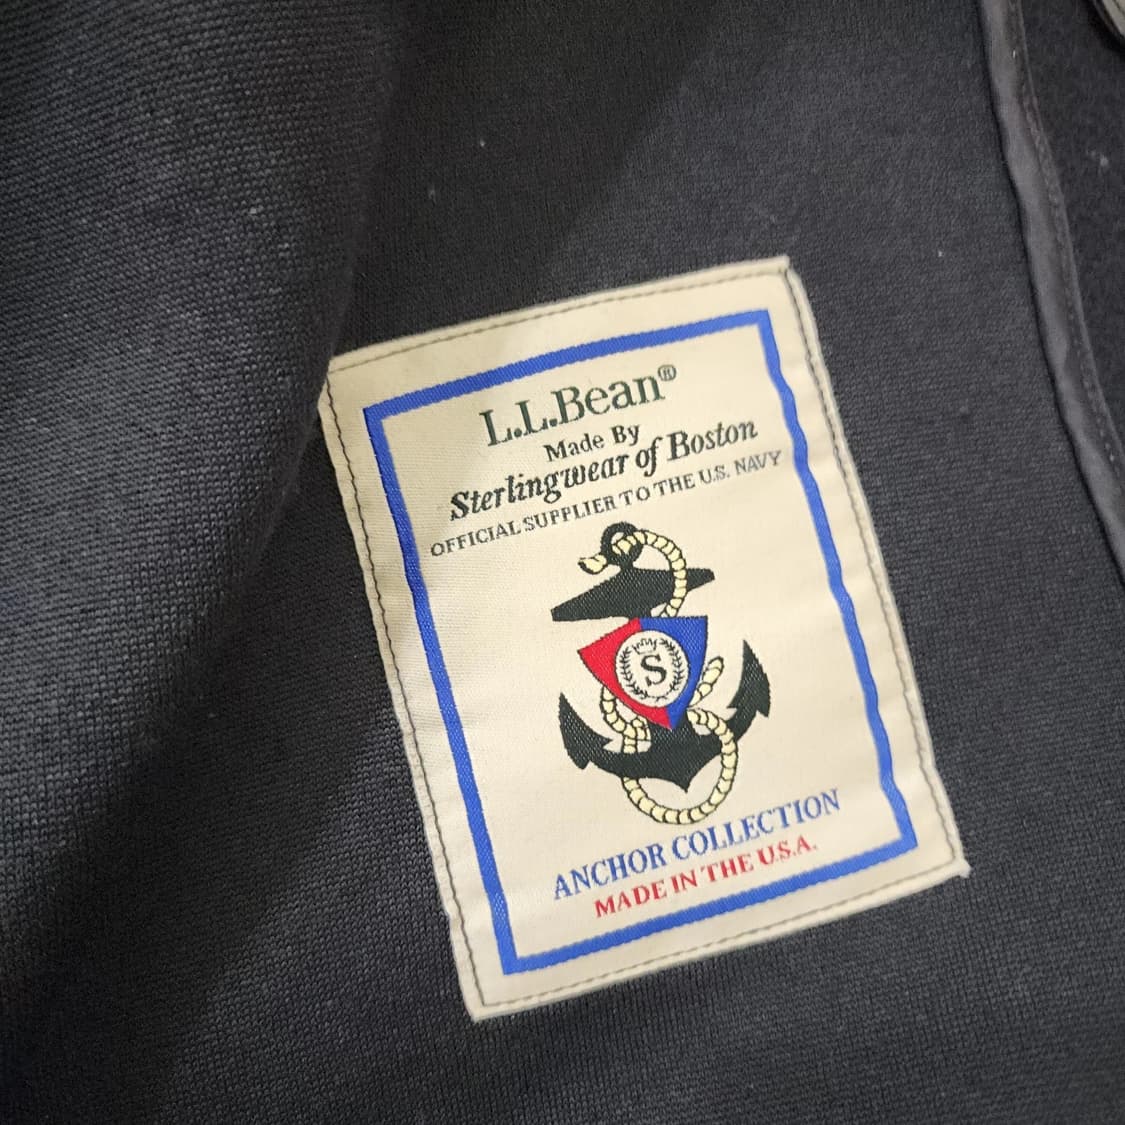 L.L.Bean®
Made By
Sterlingwear of Boston
OFFICIAL SUPPLIER TO THE U.S. NAVY
S
ANCHOR COLLECTION
MADE IN THE U.S.A.